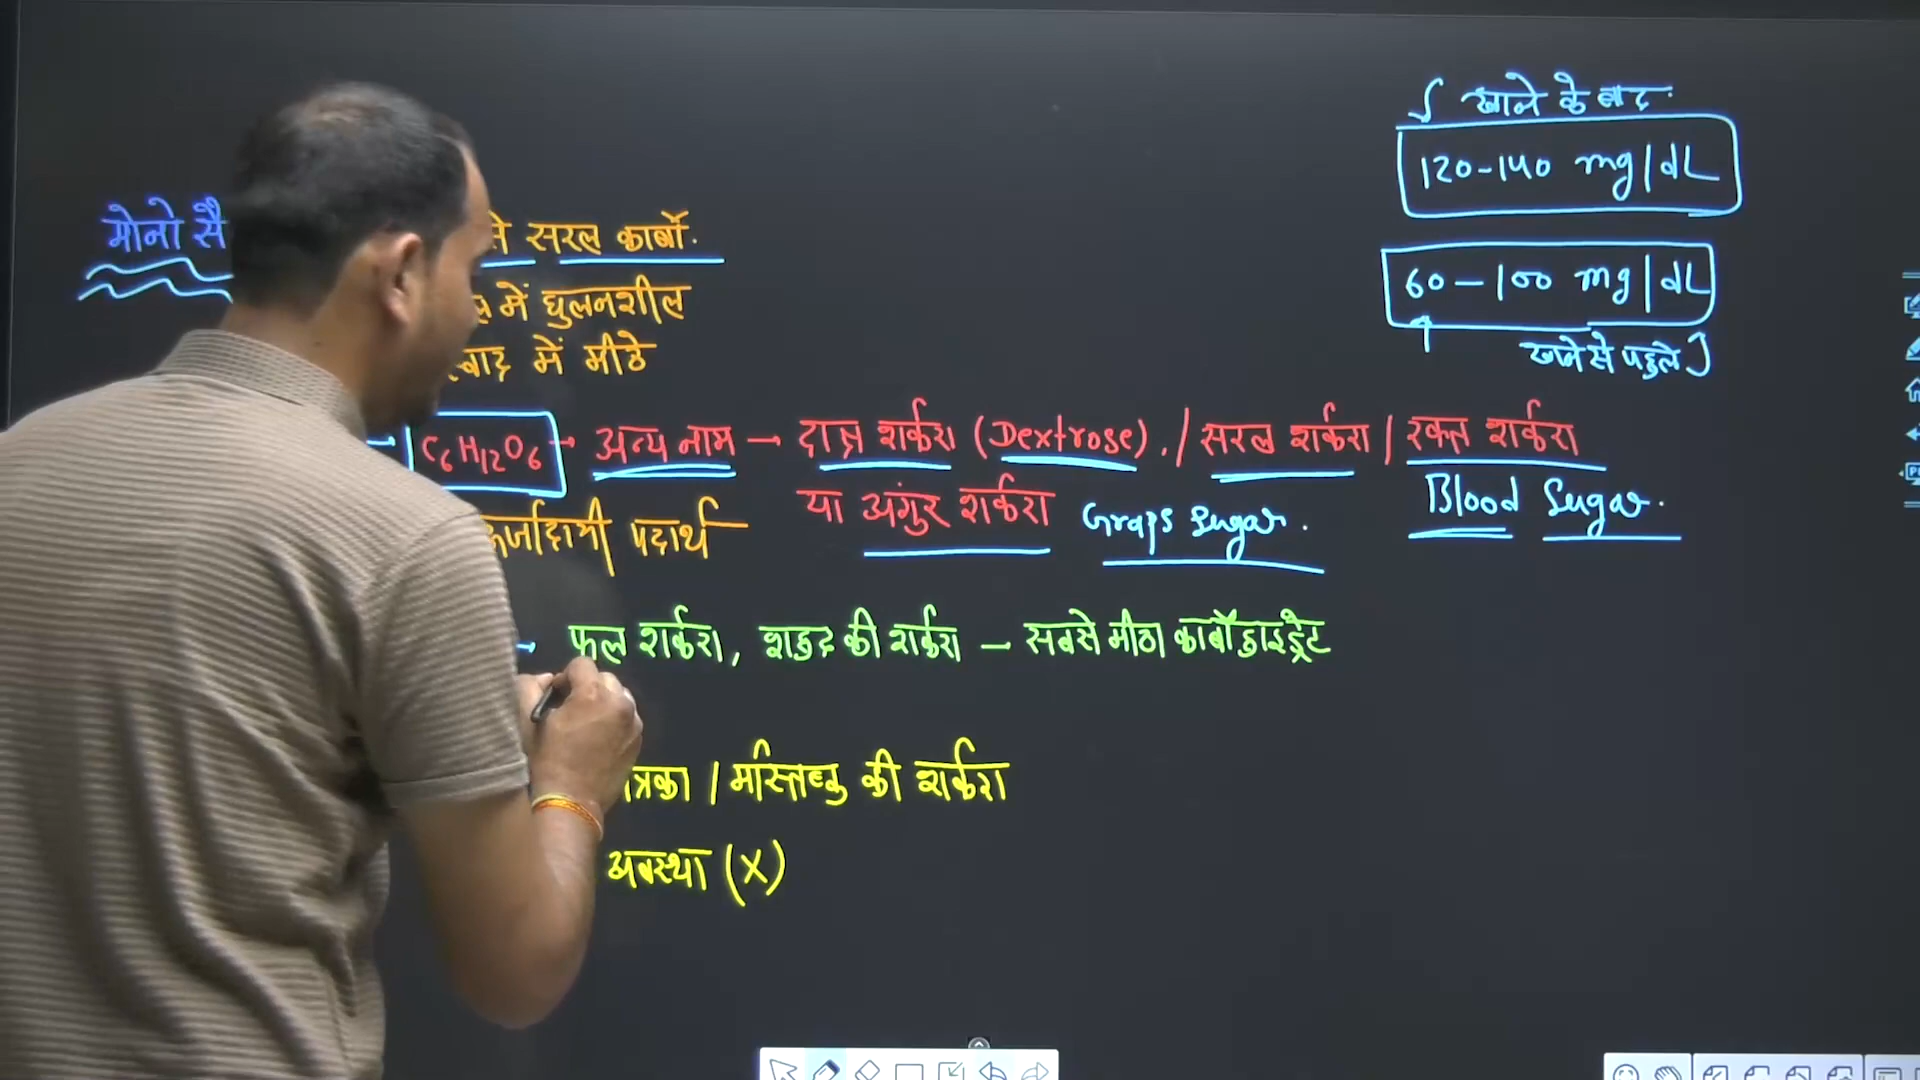 खाने के बाद
120-140 mg/dL
60-100 mg/dL
खाने से पहले
मोनो सै
से सरल कार्बो.
में घुलनशील
स्वाद में मीठे
→ C6H12O6 → अन्य नाम → द्राक्ष शर्करा (Dextrose). / सरल शर्करा / रक्त शर्करा
या अंगुर शर्करा Graps Sugar. Blood Sugar.
ऊर्जादात्री पदार्थ
→ फल शर्करा, शहद की शर्करा — सबसे मीठा कार्बोहाइड्रेट
/ मस्तिष्क की शर्करा
अवस्था (X)